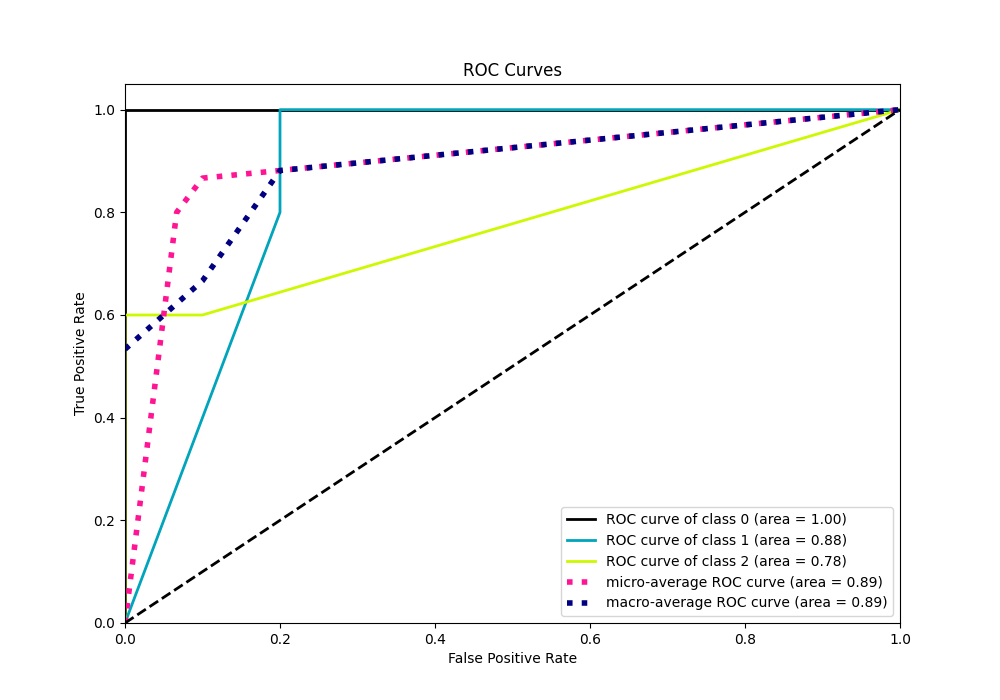 ROC Curves
True Positive Rate
1.0
0.8
0.6
0.4
0.2
0.0
0.0 0.2 0.4 0.6 0.8 1.0
False Positive Rate
ROC curve of class 0 (area = 1.00)
ROC curve of class 1 (area = 0.88)
ROC curve of class 2 (area = 0.78)
micro-average ROC curve (area = 0.89)
macro-average ROC curve (area = 0.89)